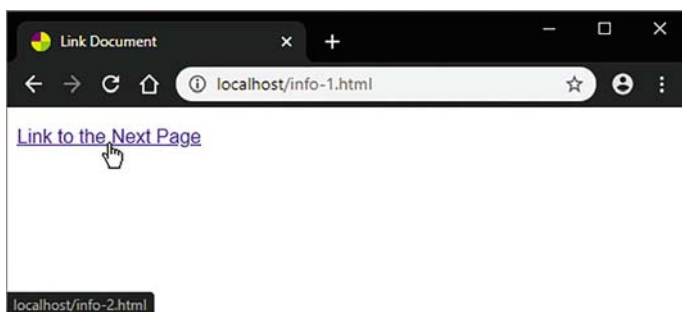 Link Document
localhost/info-1.html
Link to the Next Page
localhost/info-2.html